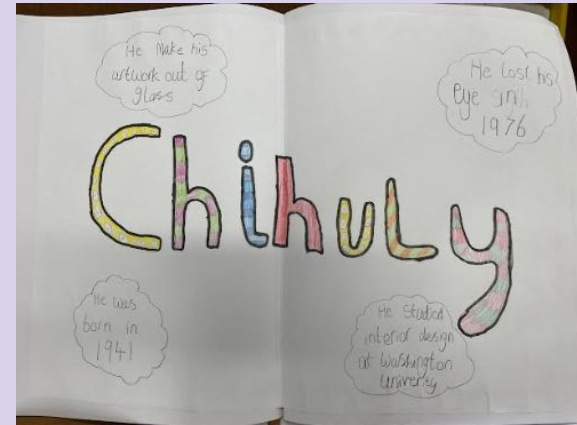 He Make his
artwork out of
glass
He lost his
eye sinh
1976
Chihuly
He was
born in
1941
He Studied
interior design
at Washington
Univeristy